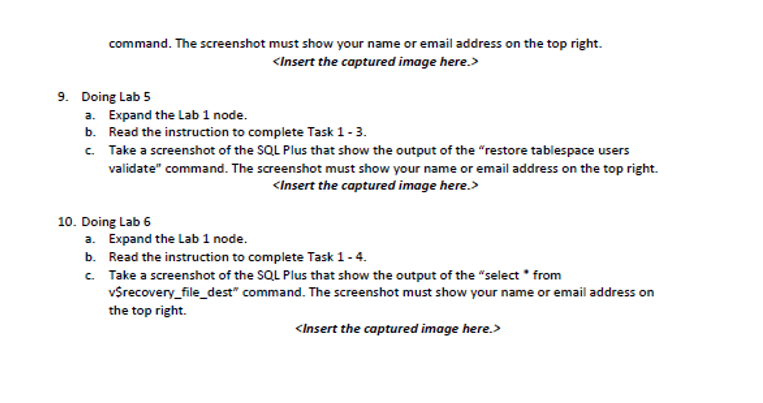 command. The screenshot must show your name or email address on the top right.
<Insert the captured image here.>
9. Doing Lab 5
a. Expand the Lab 1 node.
b. Read the instruction to complete Task 1 - 3.
c. Take a screenshot of the SQL Plus that show the output of the “restore tablespace users
validate” command. The screenshot must show your name or email address on the top right.
<Insert the captured image here.>
10. Doing Lab 6
a. Expand the Lab 1 node.
b. Read the instruction to complete Task 1 - 4.
c. Take a screenshot of the SQL Plus that show the output of the “select * from
v$recovery_file_dest” command. The screenshot must show your name or email address on
the top right.
<Insert the captured image here.>